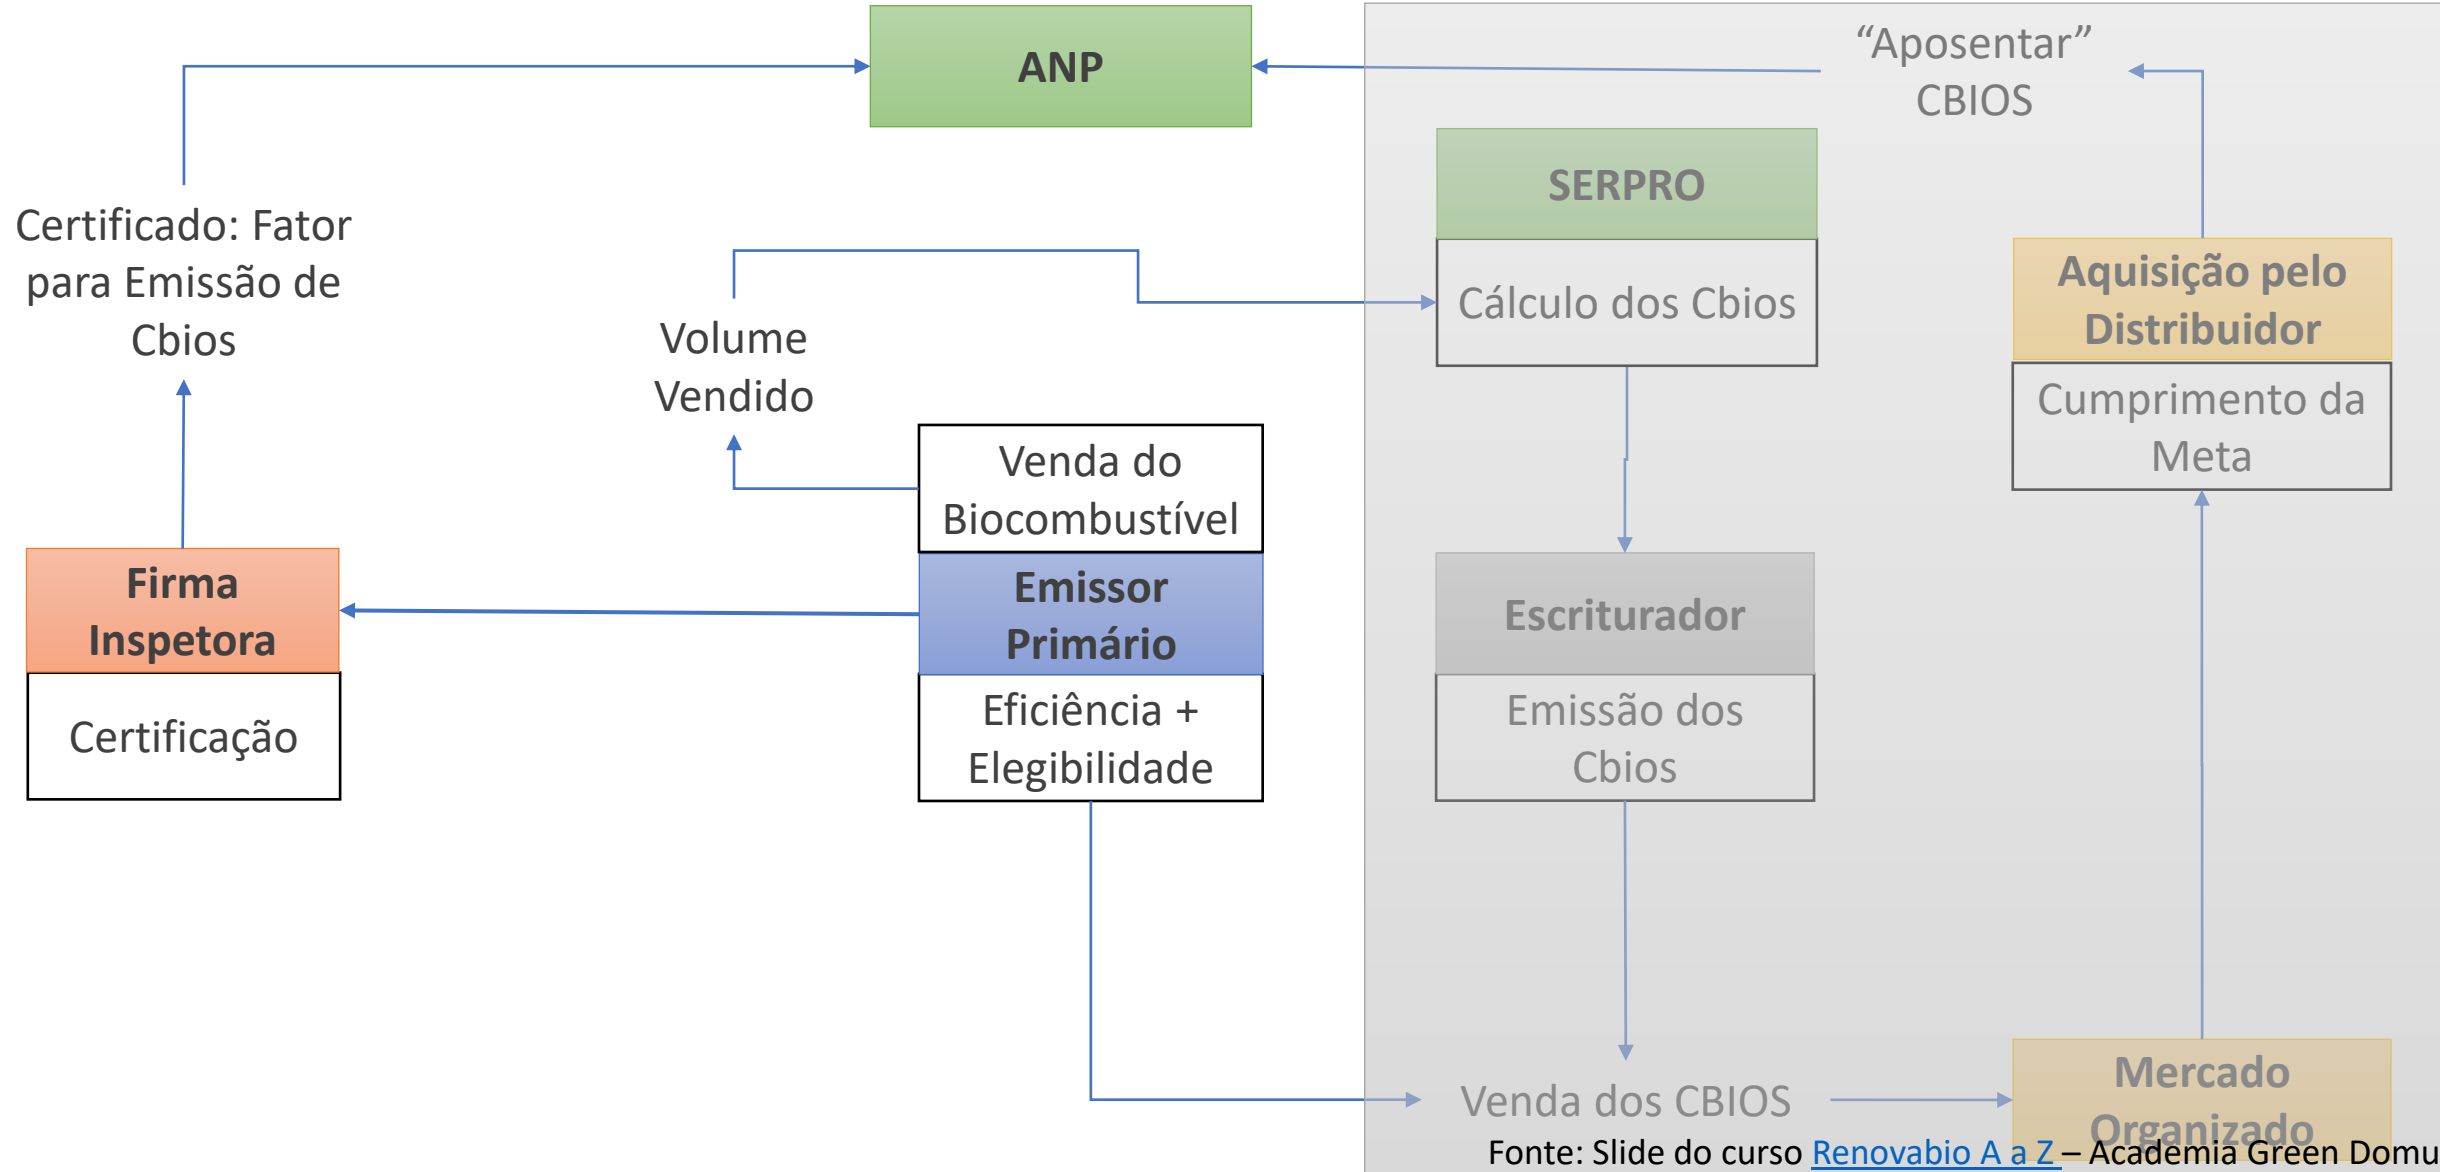 ANP
“Aposentar”
CBIOS
SERPRO
Cálculo dos Cbios
Certificado: Fator
para Emissão de
Cbios
Volume
Vendido
Aquisição pelo
Distribuidor
Cumprimento da
Meta
Venda do
Biocombustível
Emissor
Primário
Eficiência +
Elegibilidade
Firma
Inspetora
Certificação
Escriturador
Emissão dos
Cbios
Venda dos CBIOS
Mercado
Organizado
Fonte: Slide do curso Renovabio A a Z – Academia Green Domu